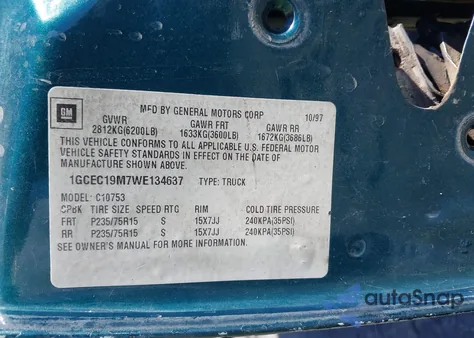 GM
MFD BY GENERAL MOTORS CORP 10/97
GVWR GAWR FRT GAWR RR
2812KG(6200LB) 1633KG(3600LB) 1672KG(3686LB)
THIS VEHICLE CONFORMS TO ALL APPLICABLE U.S. FEDERAL MOTOR
VEHICLE SAFETY STANDARDS IN EFFECT ON THE DATE OF
MANUFACTURE SHOWN ABOVE.
1GCEC19M7WE134637 TYPE: TRUCK
MODEL: C10753
CPBK TIRE SIZE SPEED RTG RIM COLD TIRE PRESSURE
FRT P235/75R15 S 15X7JJ 240KPA(35PSI)
RR P235/75R15 S 15X7JJ 240KPA(35PSI)
SEE OWNER'S MANUAL FOR MORE INFORMATION.
autoSnap